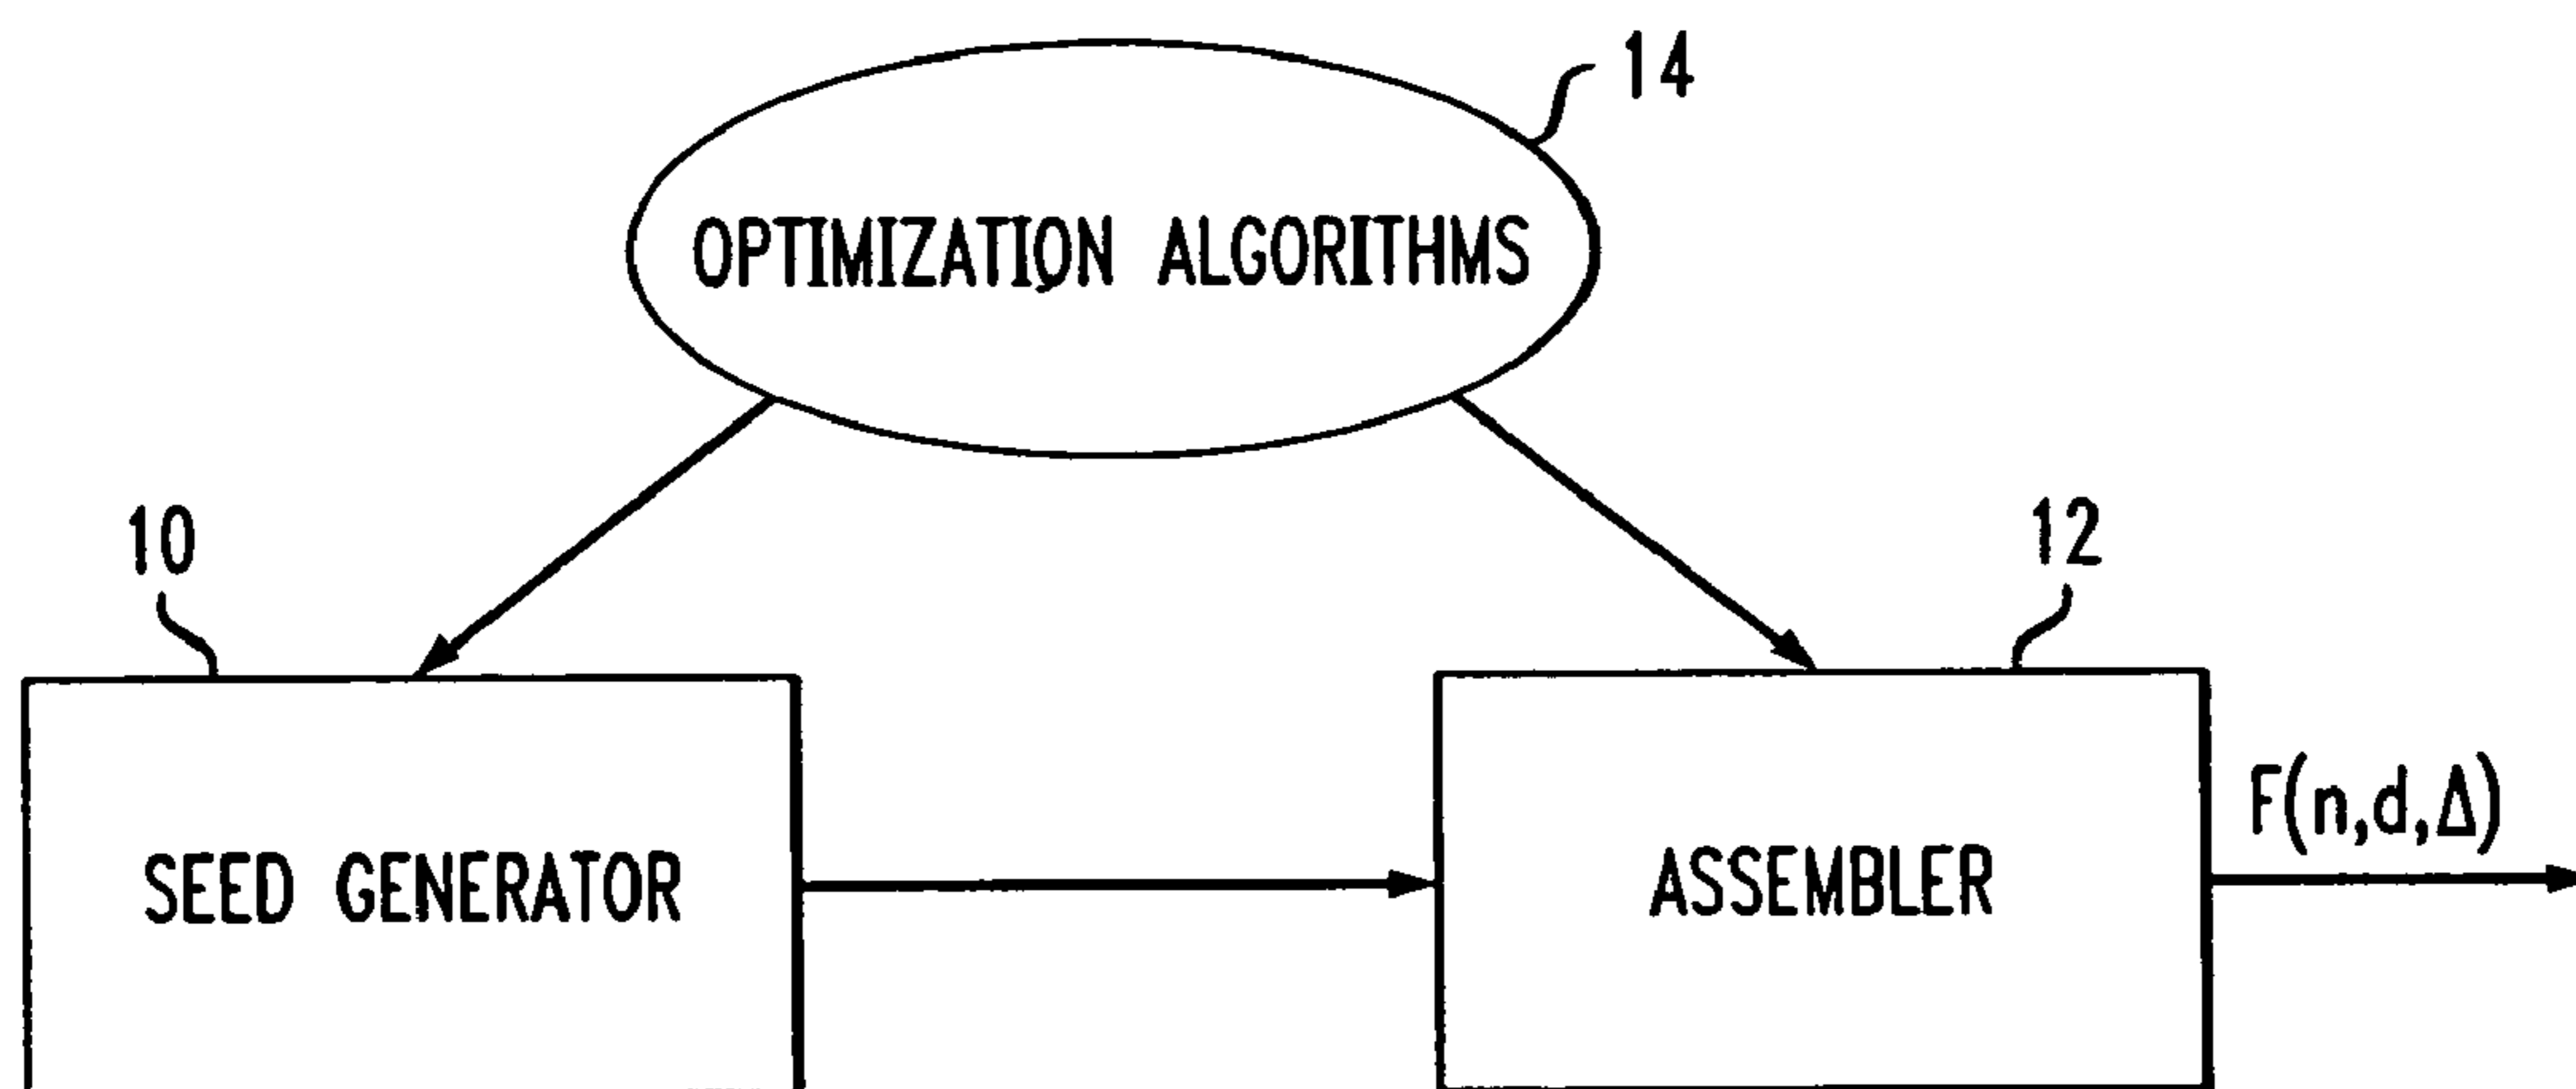 14
OPTIMIZATION ALGORITHMS
10
12
SEED GENERATOR
ASSEMBLER
F(n,d,Δ)